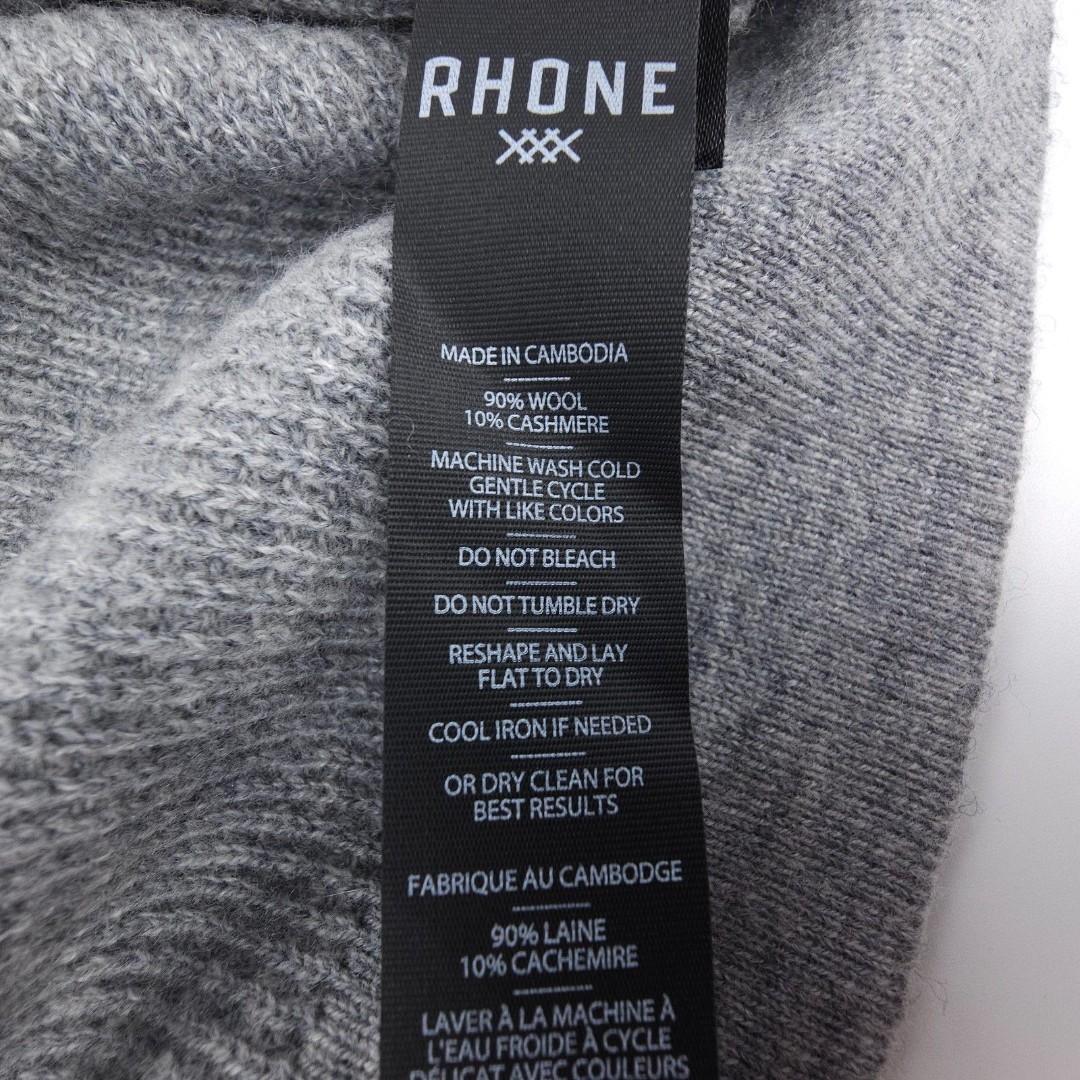 RHONE
MADE IN CAMBODIA
90% WOOL
10% CASHMERE
MACHINE WASH COLD
GENTLE CYCLE
WITH LIKE COLORS
DO NOT BLEACH
DO NOT TUMBLE DRY
RESHAPE AND LAY
FLAT TO DRY
COOL IRON IF NEEDED
OR DRY CLEAN FOR
BEST RESULTS
FABRIQUE AU CAMBODGE
90% LAINE
10% CACHEMIRE
LAVER À LA MACHINE À
L'EAU FROIDE À CYCLE
DÉLICAT AVEC COULEURS